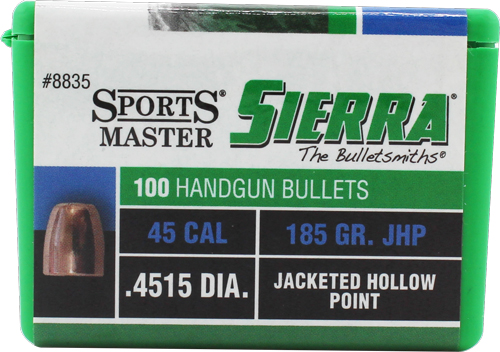 #8835
SPORTS® MASTER
SIERRA®
The Bulletsmiths®
100 HANDGUN BULLETS
45 CAL
185 GR. JHP
.4515 DIA.
JACKETED HOLLOW
POINT